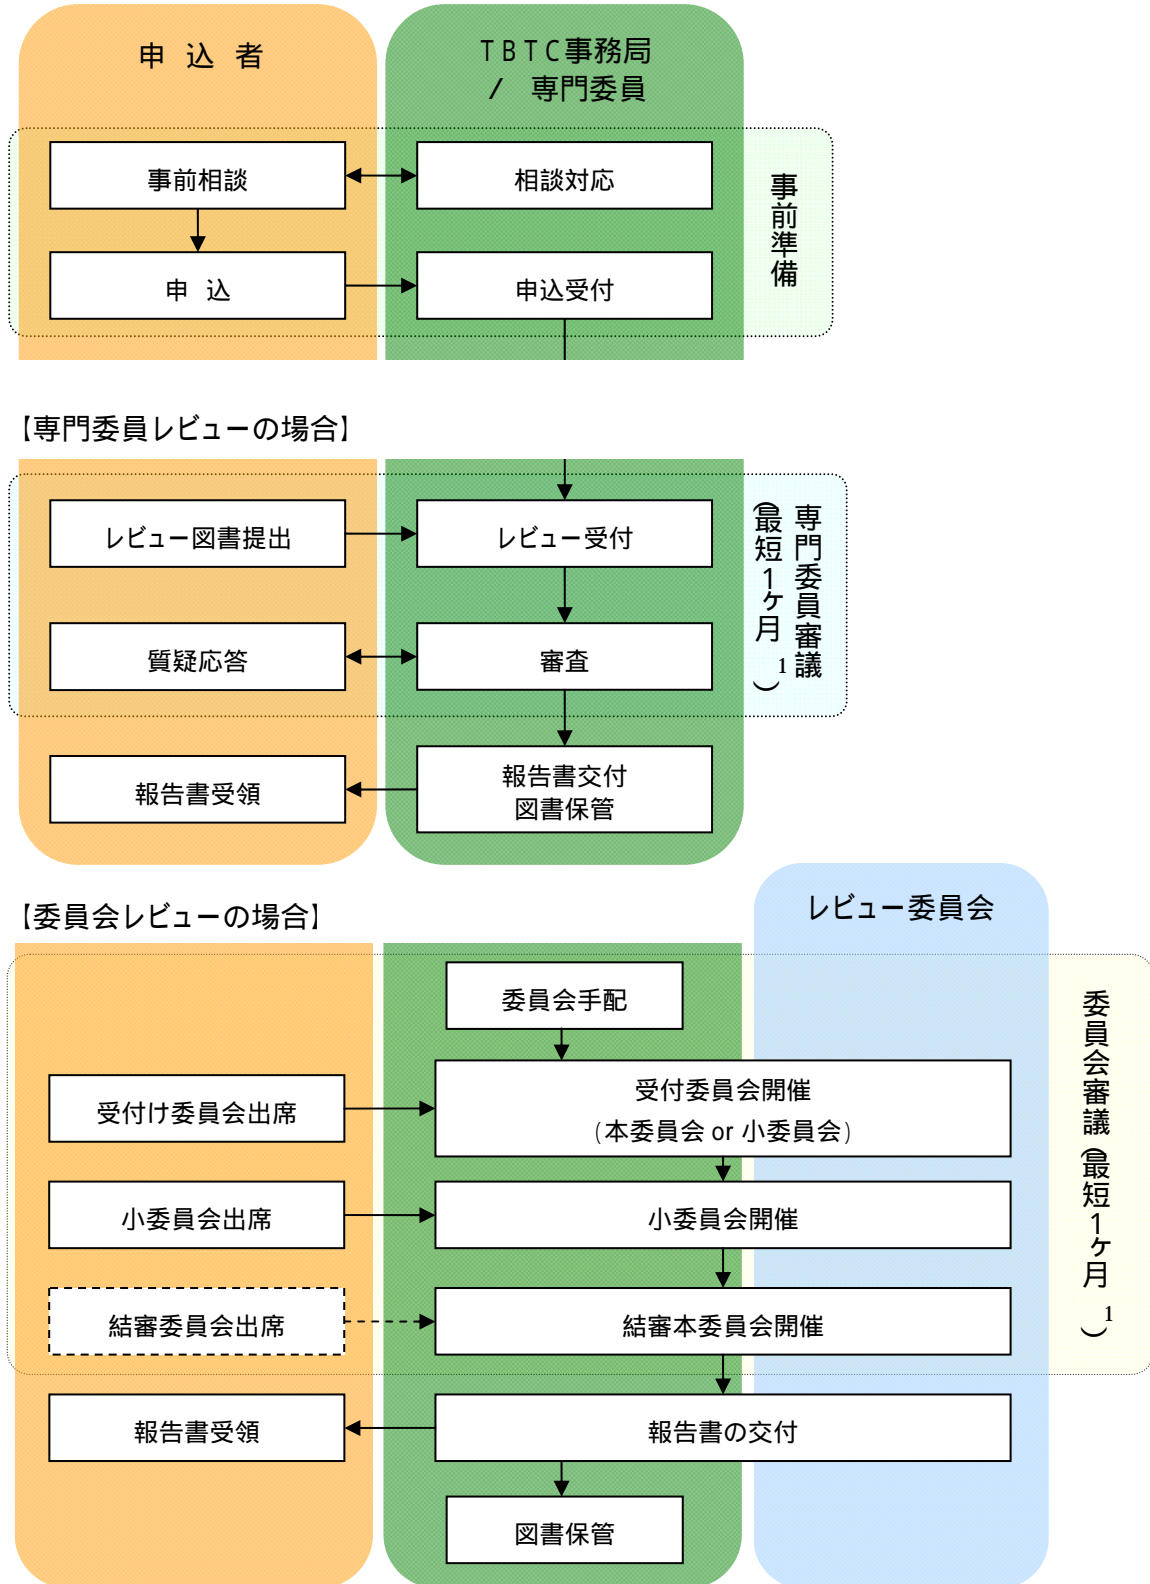 申 込 者
TBTC事務局
/ 専門委員
事前相談
相談対応
事前準備
申 込
申込受付
【専門委員レビューの場合】
レビュー図書提出
レビュー受付
専門委員審議
(最短1ヶ月 1)
質疑応答
審査
報告書受領
報告書交付
図書保管
レビュー委員会
【委員会レビューの場合】
委員会手配
受付け委員会出席
受付委員会開催
(本委員会 or 小委員会)
委員会審議(最短1ヶ月 1)
小委員会出席
小委員会開催
結審委員会出席
結審本委員会開催
報告書受領
報告書の交付
図書保管